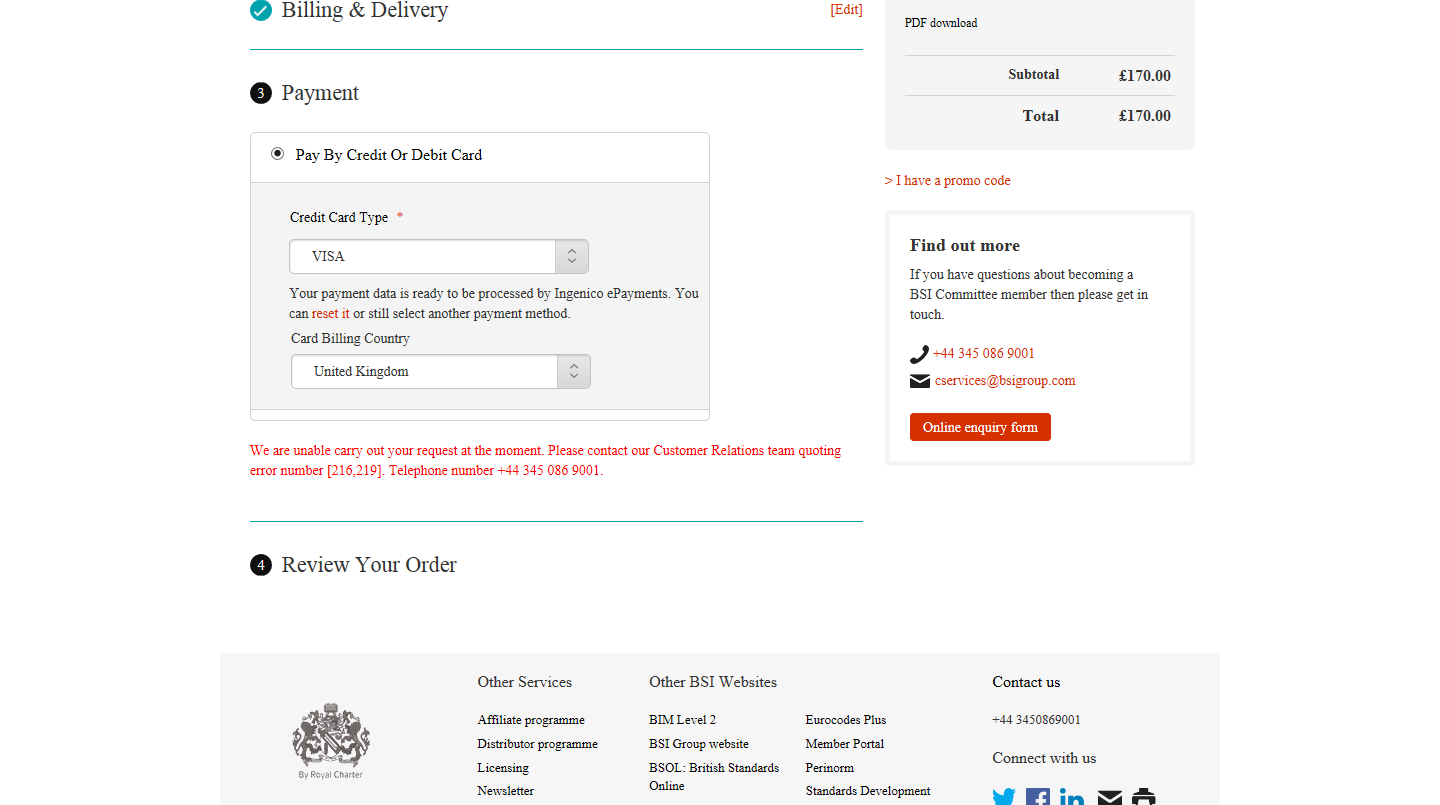 Billing & Delivery
[Edit]
3 Payment
Pay By Credit Or Debit Card
Credit Card Type *
VISA
Your payment data is ready to be processed by Ingenico ePayments. You
can reset it or still select another payment method.
Card Billing Country
United Kingdom
We are unable carry out your request at the moment. Please contact our Customer Relations team quoting
error number [216,219]. Telephone number +44 345 086 9001.
4 Review Your Order
PDF download
Subtotal £170.00
Total £170.00
> I have a promo code
Find out more
If you have questions about becoming a
BSI Committee member then please get in
touch.
+44 345 086 9001
cservices@bsigroup.com
Online enquiry form
By Royal Charter
Other Services
Affiliate programme
Distributor programme
Licensing
Newsletter
Other BSI Websites
BIM Level 2
BSI Group website
BSOL: British Standards
Online
Eurocodes Plus
Member Portal
Perinorm
Standards Development
Contact us
+44 3450869001
Connect with us